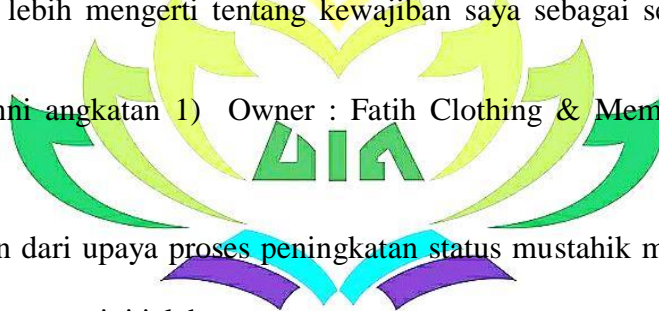 lebih mengerti tentang kewajiban saya sebagai
angkatan 1) Owner : Fatih Clothing &
dari upaya proses peningkatan status mustahik